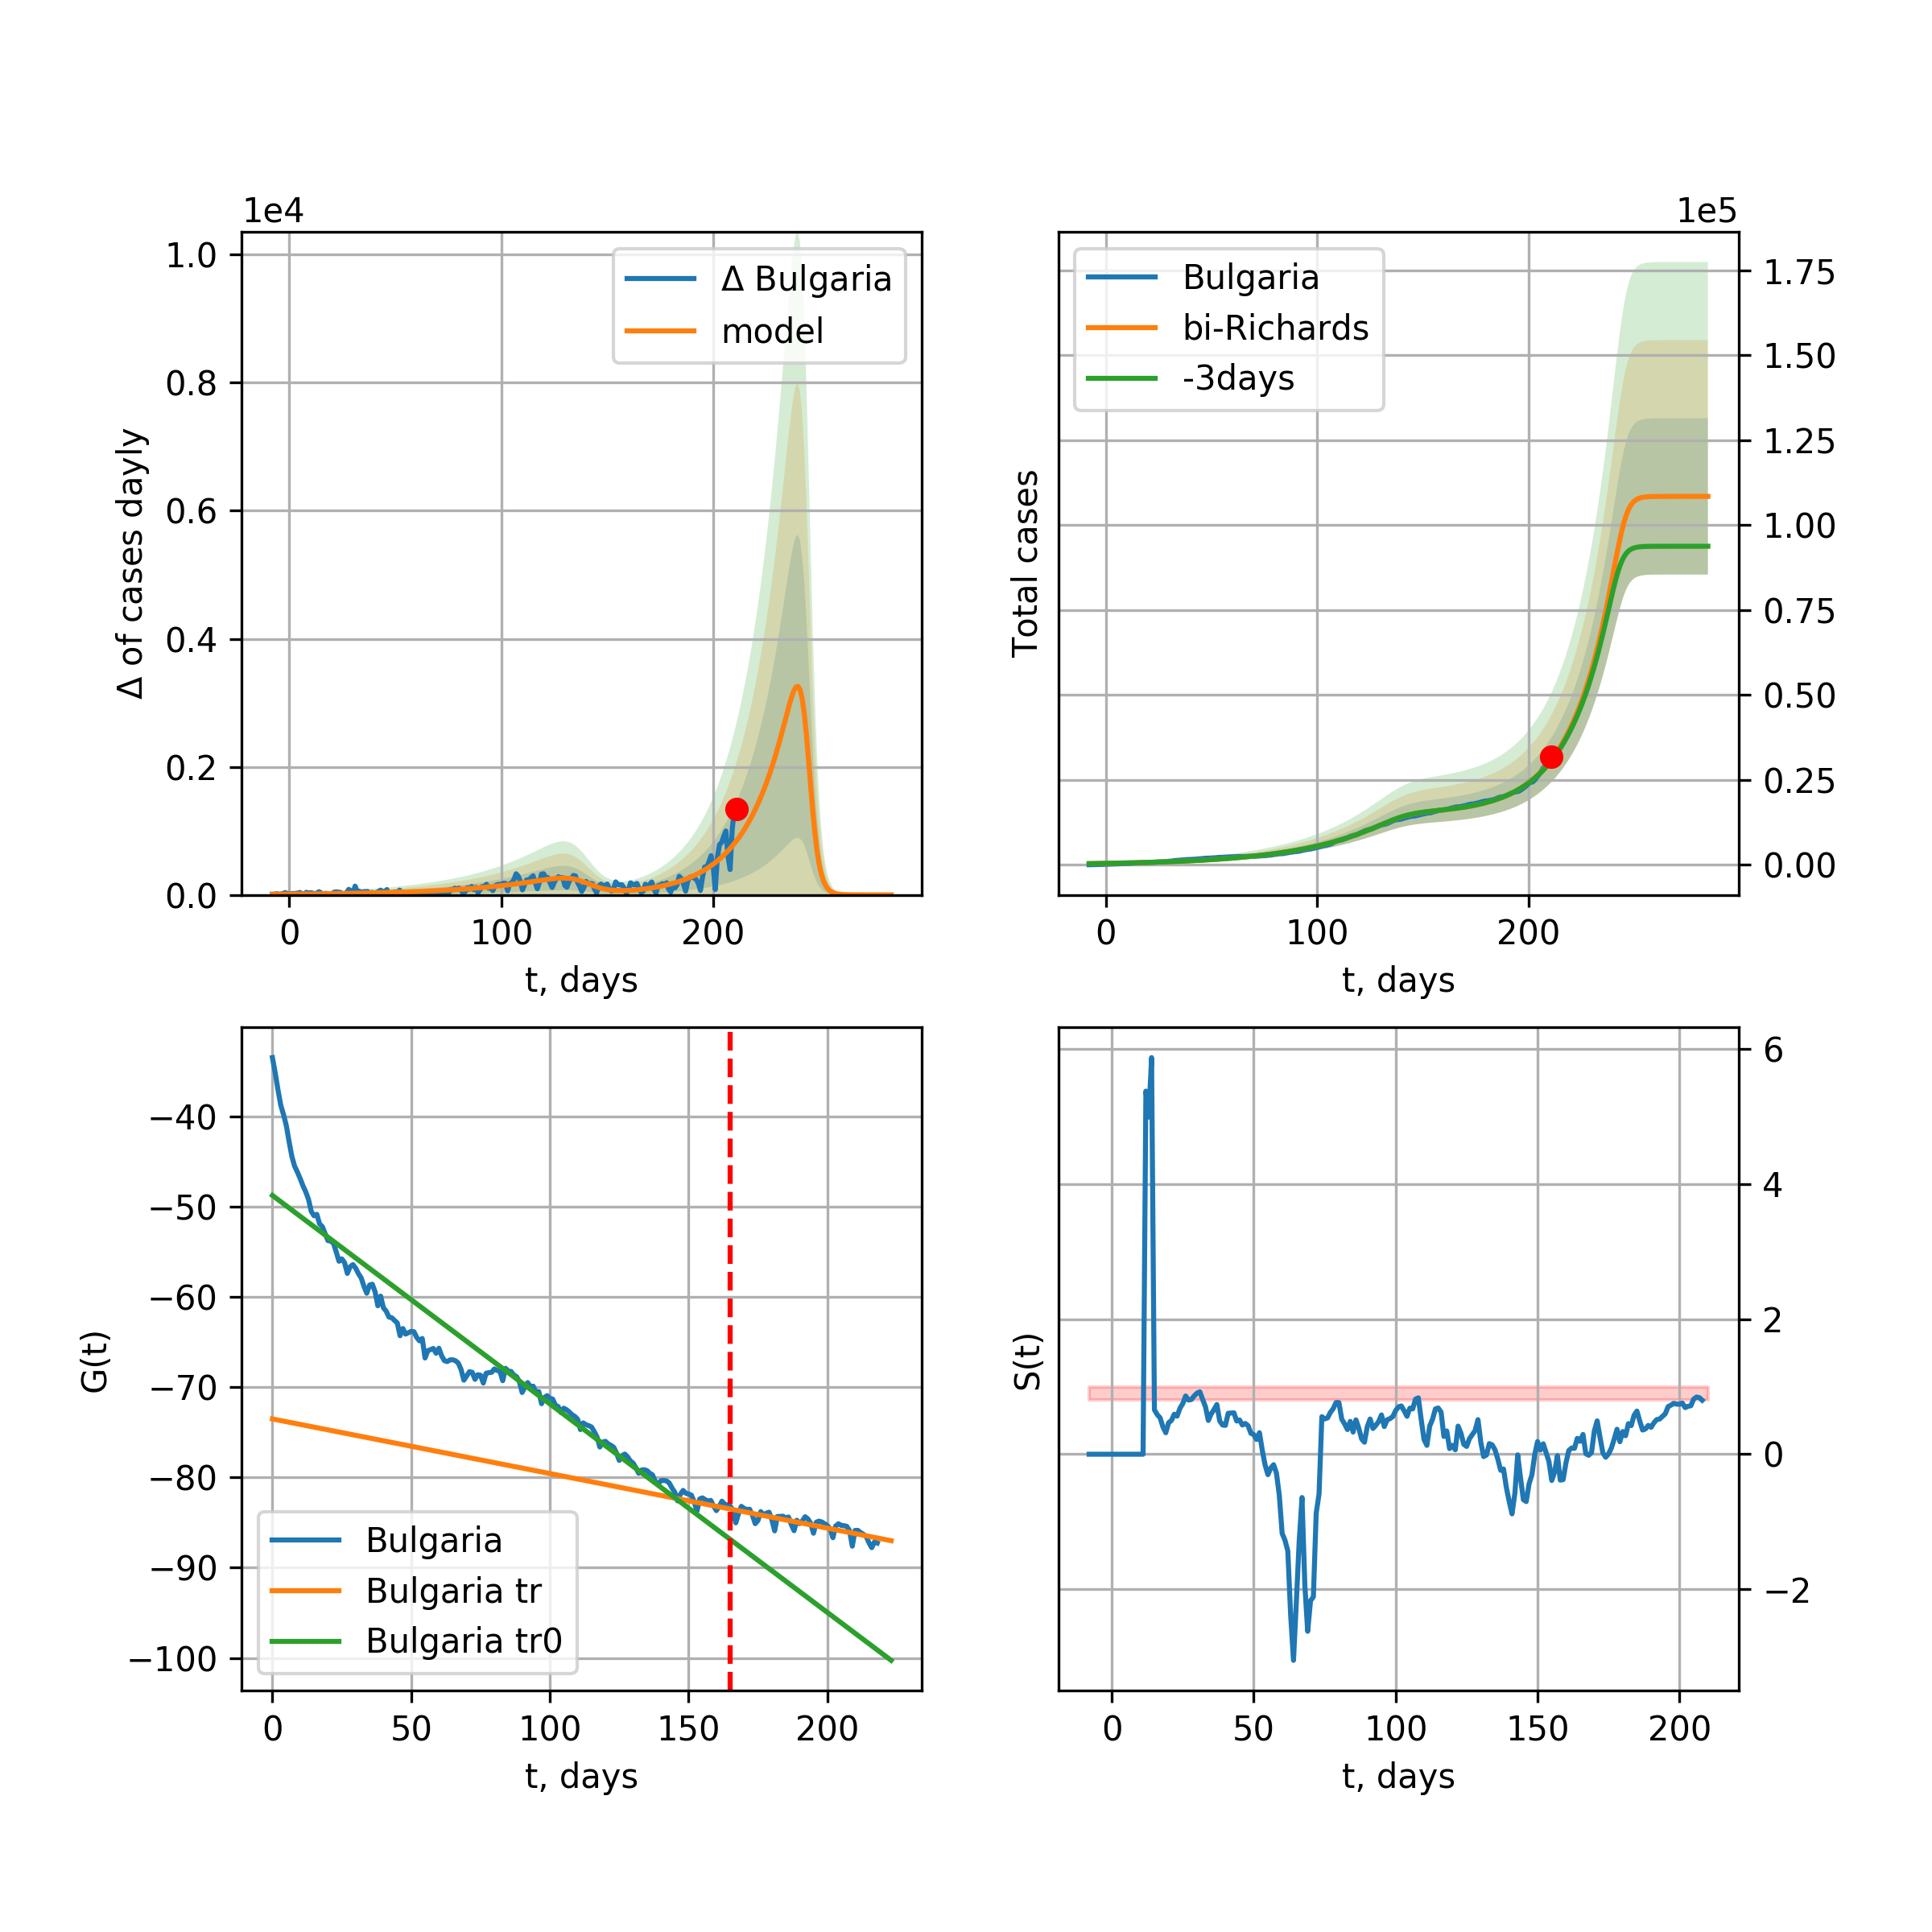 1e4
1.0
0.8
0.6
0.4
0.2
0.0
Δ of cases dayly
Δ Bulgaria
model
0 100 200
t, days
1e5
1.75
1.50
1.25
1.00
0.75
0.50
0.25
0.00
Total cases
Bulgaria
bi-Richards
-3days
0 100 200
t, days
−40
−50
−60
−70
−80
−90
−100
G(t)
Bulgaria
Bulgaria tr
Bulgaria tr0
0 50 100 150 200
t, days
6
4
2
0
−2
S(t)
0 50 100 150 200
t, days